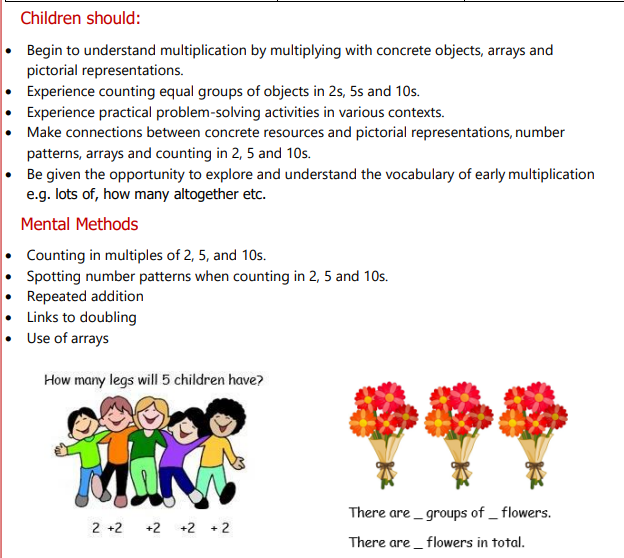 Children should:
• Begin to understand multiplication by multiplying with concrete objects, arrays and
pictorial representations.
• Experience counting equal groups of objects in 2s, 5s and 10s.
• Experience practical problem-solving activities in various contexts.
• Make connections between concrete resources and pictorial representations, number
patterns, arrays and counting in 2, 5 and 10s.
• Be given the opportunity to explore and understand the vocabulary of early multiplication
e.g. lots of, how many altogether etc.
Mental Methods
• Counting in multiples of 2, 5, and 10s.
• Spotting number patterns when counting in 2, 5 and 10s.
• Repeated addition
• Links to doubling
• Use of arrays
How many legs will 5 children have?
2 +2 +2 +2 + 2
There are _ groups of _ flowers.
There are _ flowers in total.